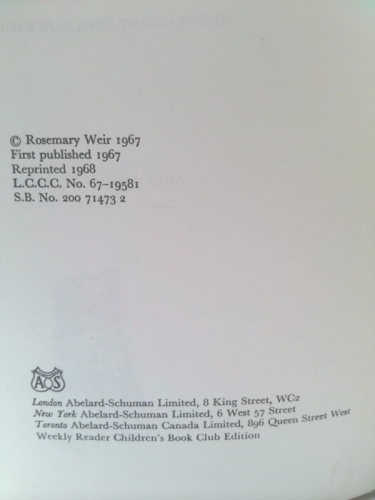 © Rosemary Weir 1967
First published 1967
Reprinted 1968
L.C.C.C. No. 67–19581
S.B. No. 200 71473 2
A S
London Abelard-Schuman Limited, 8 King Street, WC2
New York Abelard-Schuman Limited, 6 West 57 Street
Toronto Abelard-Schuman Canada Limited, 896 Queen Street West
Weekly Reader Children's Book Club Edition